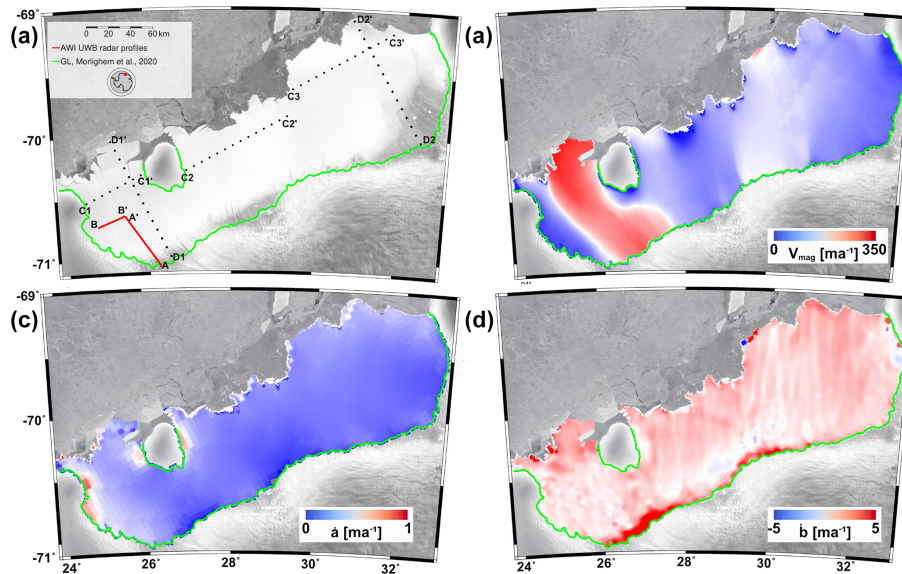 0 20 40 60 km
AWI UWB radar profiles
GL, Morlighem et al., 2020
(a)
-69°
-70°
-71°
D2'
C3'
C3
C2'
D2
D1'
C1'
C2
C1
B'
A'
B
D1
A
(a)
0 350
Vmag [ma-1]
24°
(c)
-69°
-70°
-71°
0 1
ȧ [ma-1]
24° 26° 28° 30° 32°
(d)
-5 5
ḃ [ma-1]
24° 26° 28° 30° 32°